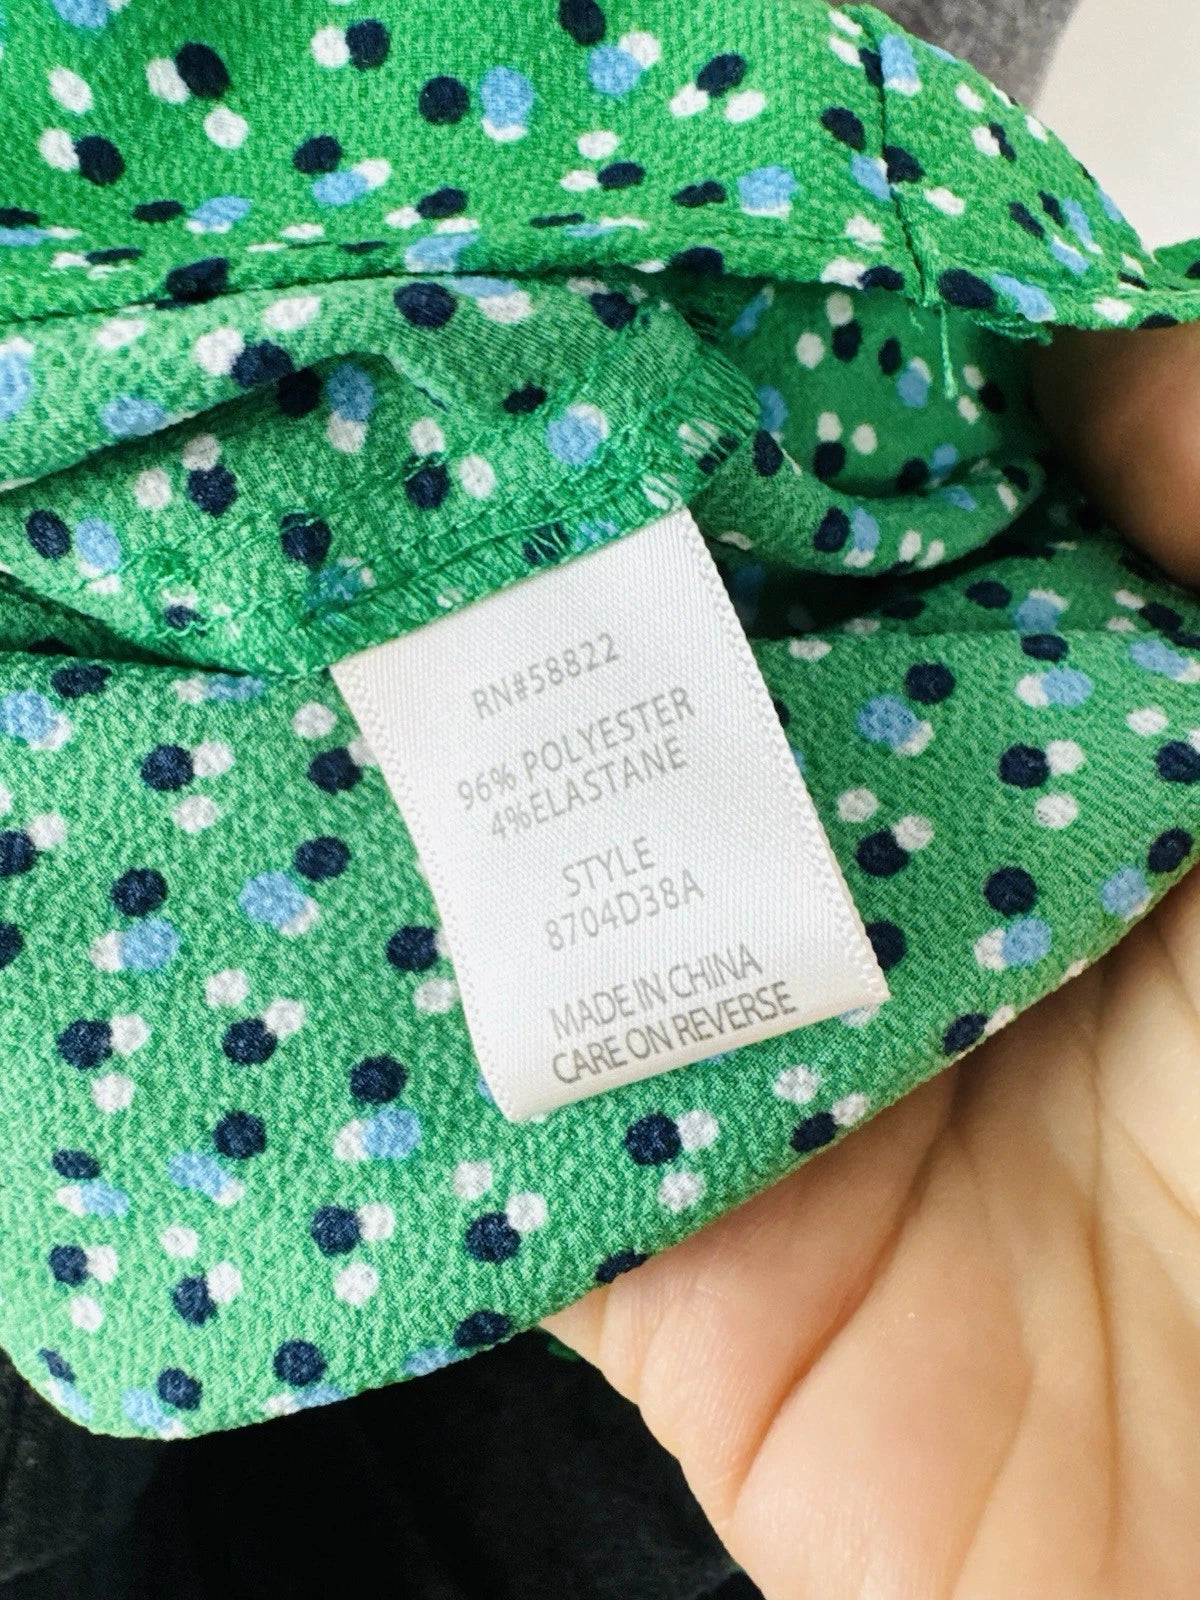 RN#58822
96% POLYESTER
4%ELASTANE
STYLE
8704D38A
MADE IN CHINA
CARE ON REVERSE